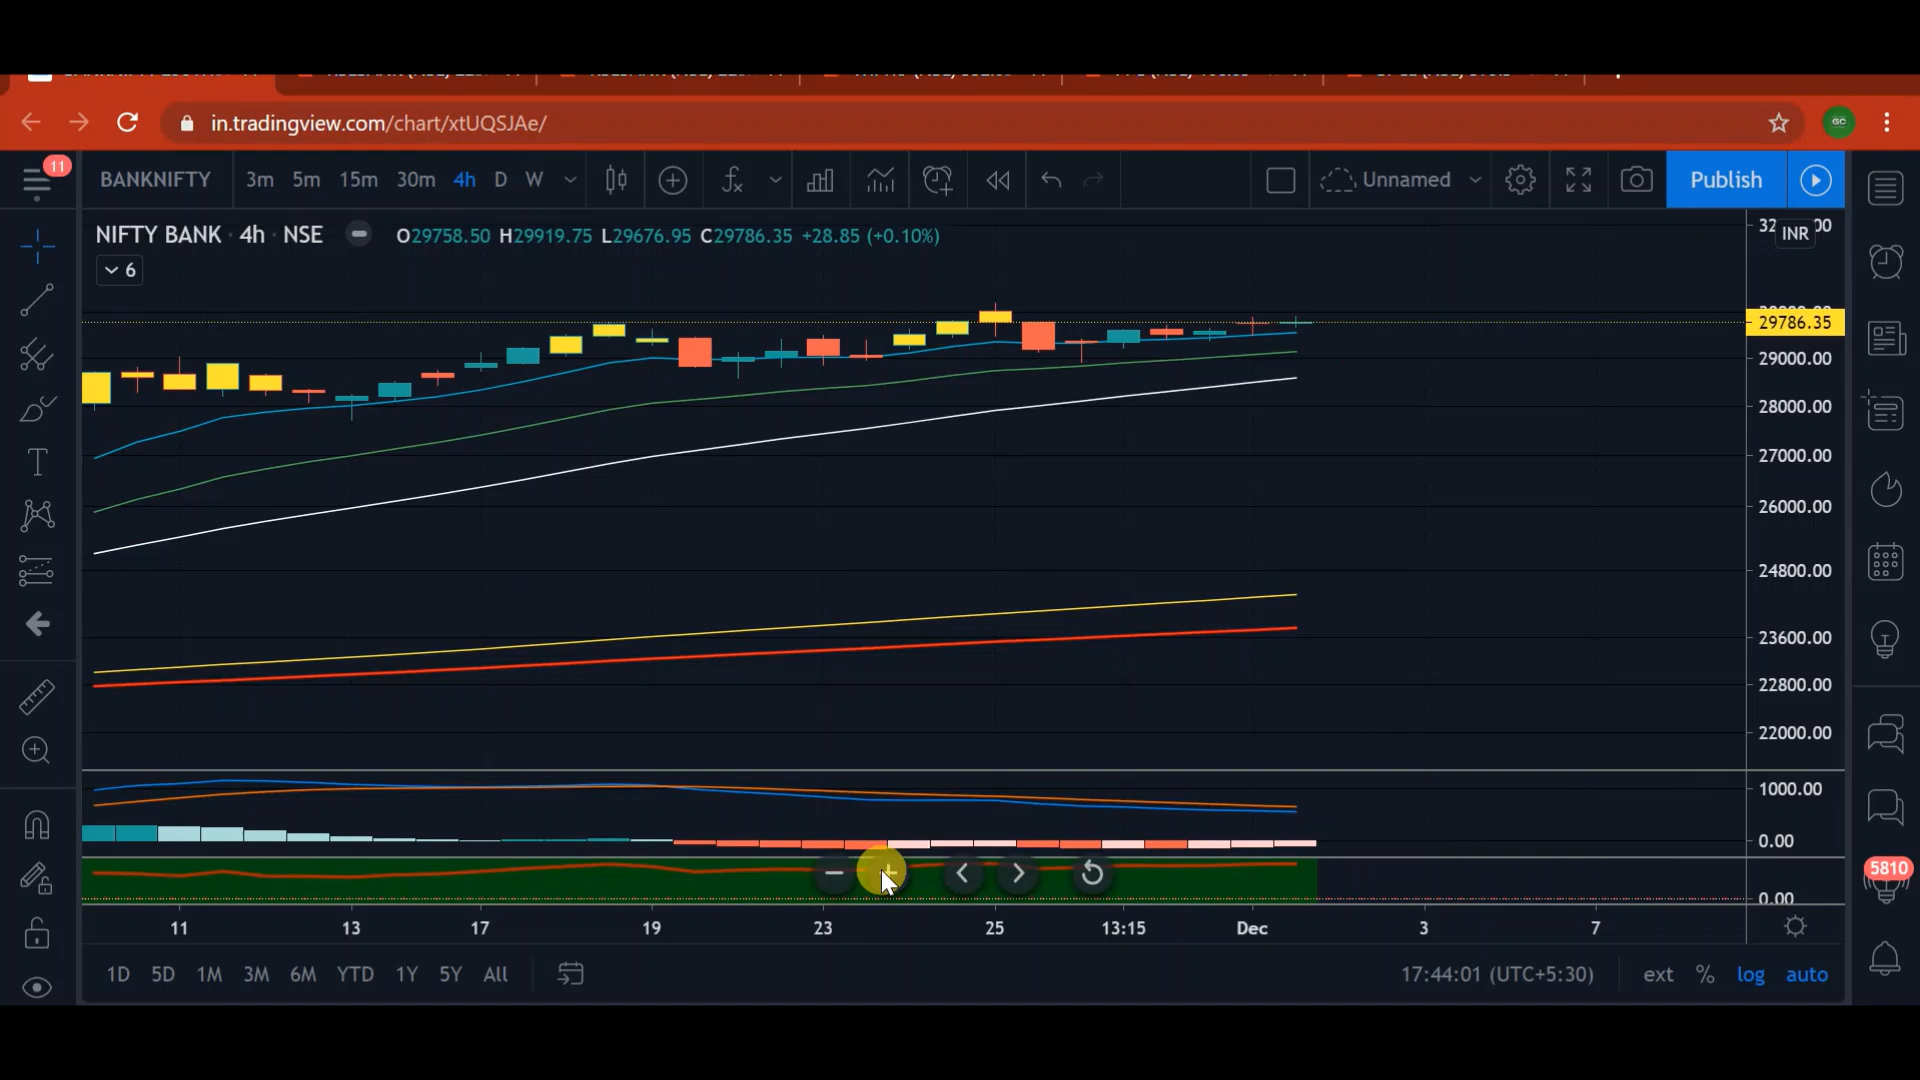 in.tradingview.com/chart/xtUQSJAe/
GC
11
BANKNIFTY 3m 5m 15m 30m 4h D W
Unnamed
Publish
NIFTY BANK · 4h · NSE O29758.50 H29919.75 L29676.95 C29786.35 +28.85 (+0.10%)
INR
6
29786.35
29000.00
28000.00
27000.00
26000.00
24800.00
23600.00
22800.00
22000.00
1000.00
0.00
0.00
5810
11 13 17 19 23 25 13:15 Dec 3 7
1D 5D 1M 3M 6M YTD 1Y 5Y All
17:44:01 (UTC+5:30) ext % log auto